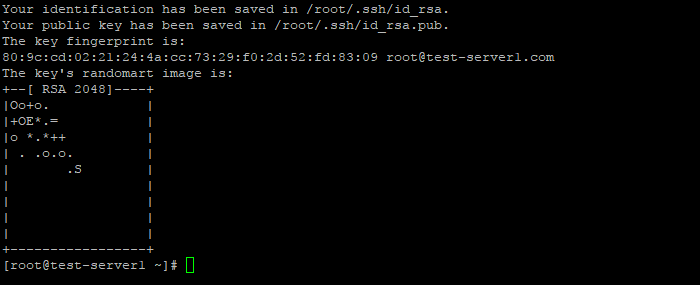 Your identification has been saved in /root/.ssh/id_rsa.
Your public key has been saved in /root/.ssh/id_rsa.pub.
The key fingerprint is:
80:9c:cd:02:21:24:4a:cc:73:29:f0:2d:52:fd:83:09 root@test-server1.com
The key's randomart image is:
+--[ RSA 2048]----+
|Oo+o.            |
|+OE*.=           |
|o *.*++          |
| . .o.o.         |
|       .S        |
|                 |
|                 |
|                 |
|                 |
+-----------------+
[root@test-server1 ~]#